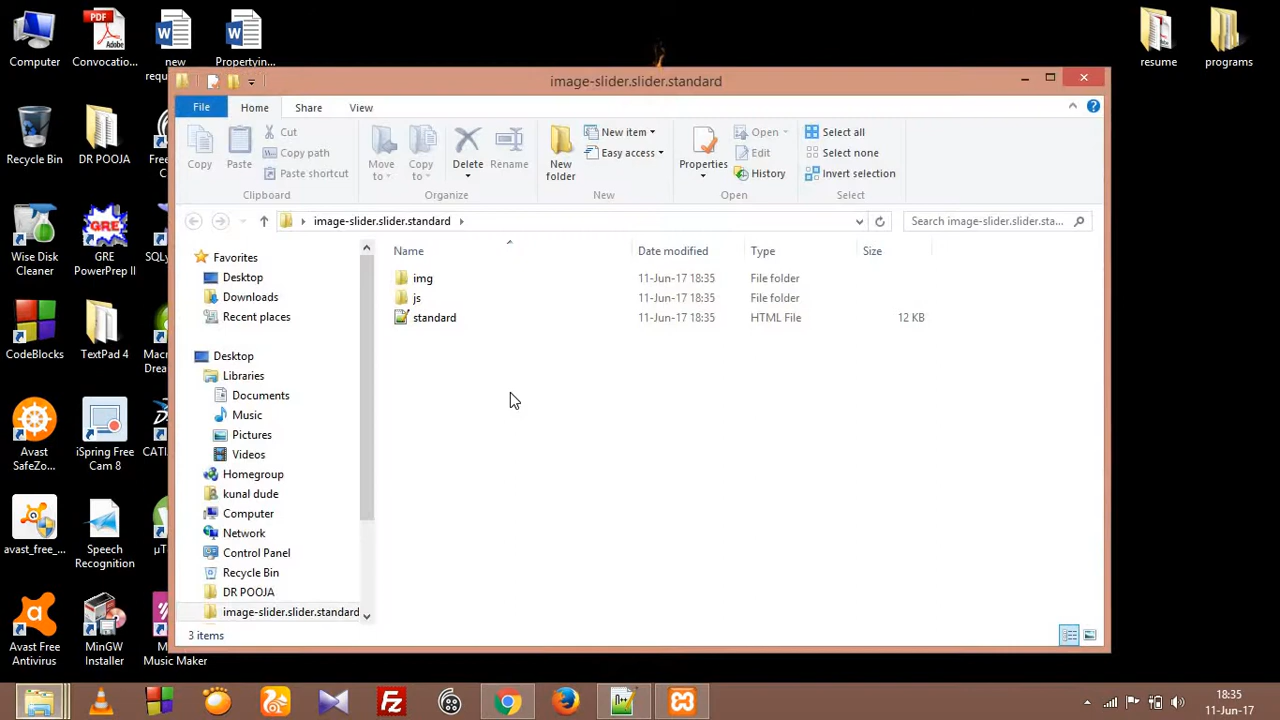 Computer
Convocatio...
new
requ
Propertying...
resume
programs
image-slider.slider.standard
File
Home
Share
View
Copy
Paste
Cut
Copy path
Paste shortcut
Clipboard
Move
to
Copy
to
Delete
Rename
Organize
New
folder
New item
Easy access
New
Properties
Open
Edit
History
Open
Select all
Select none
Invert selection
Select
image-slider.slider.standard
Search image-slider.slider.sta...
Name
Date modified
Type
Size
img
11-Jun-17 18:35
File folder
js
11-Jun-17 18:35
File folder
standard
11-Jun-17 18:35
HTML File
12 KB
Favorites
Desktop
Downloads
Recent places
Desktop
Libraries
Documents
Music
Pictures
Videos
Homegroup
kunal dude
Computer
Network
Control Panel
Recycle Bin
DR POOJA
image-slider.slider.standard
3 items
Recycle Bin
DR POOJA
Free
C
Wise Disk
Cleaner
GRE
GRE
PowerPrep II
SQLy
CodeBlocks
TextPad 4
Macr
Drea
Avast
SafeZo...
iSpring Free
Cam 8
CATI
avast_free_...
Speech
Recognition
µT
Avast Free
Antivirus
MinGW
Installer
M
Music Maker
PDF
Adobe
18:35
11-Jun-17